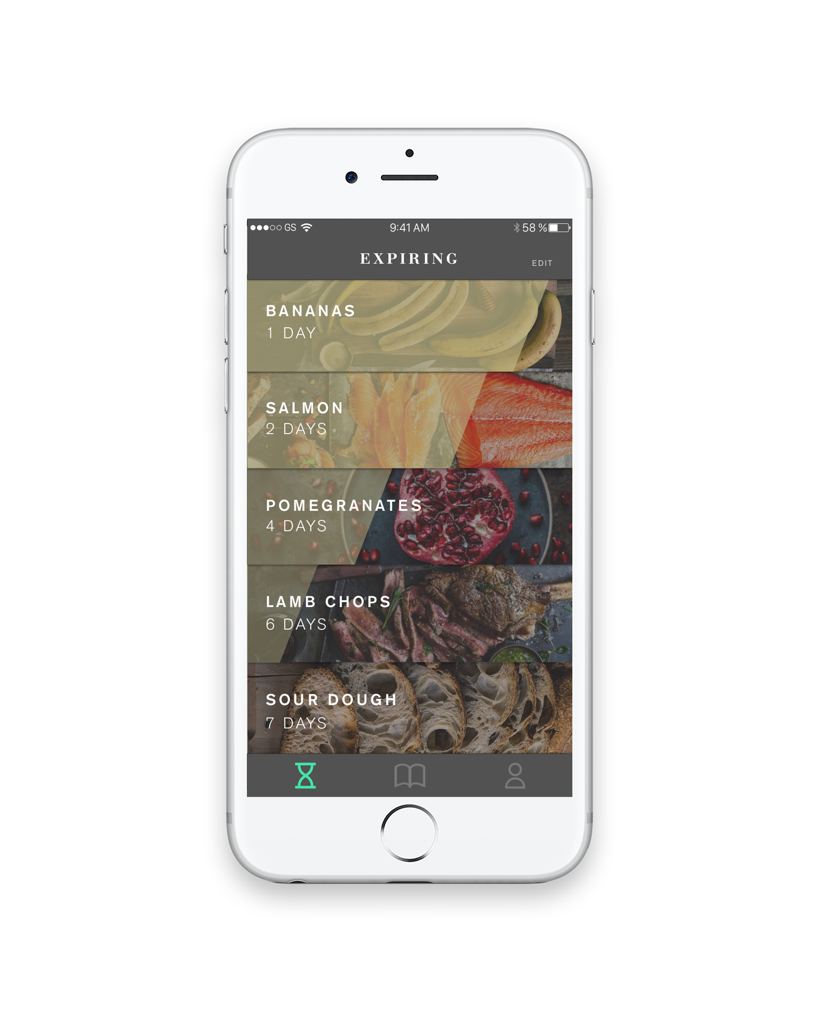 GS 9:41 AM 58 %
EXPIRING
EDIT
BANANAS
1 DAY
SALMON
2 DAYS
POMEGRANATES
4 DAYS
LAMB CHOPS
6 DAYS
SOUR DOUGH
7 DAYS